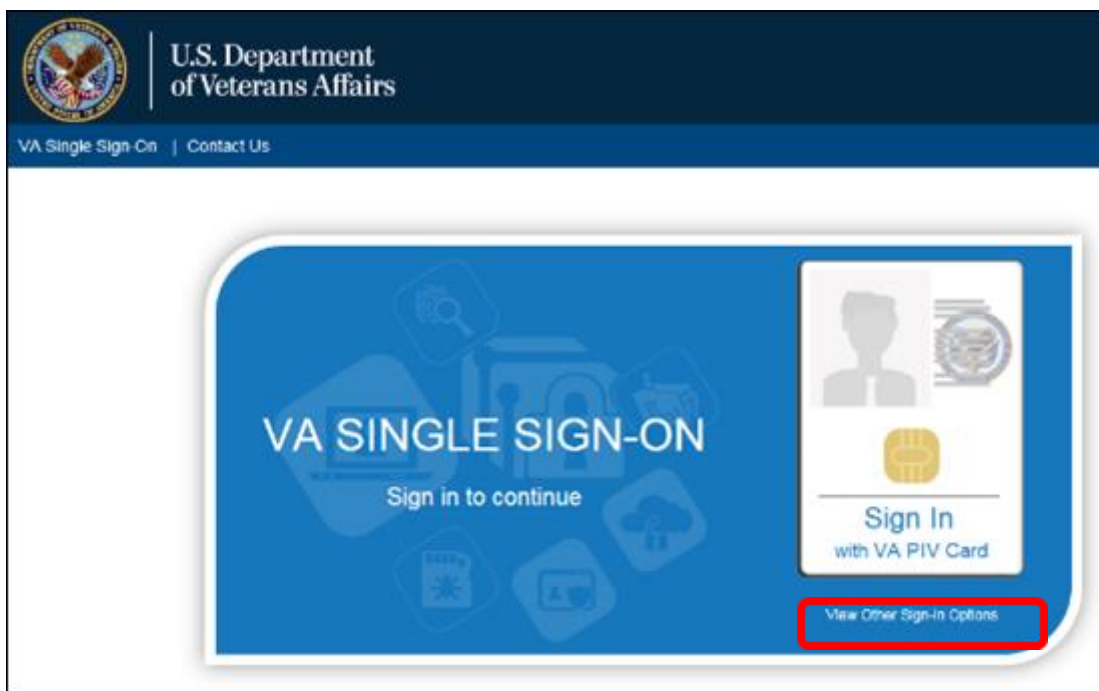 U.S. Department
of Veterans Affairs
VA Single Sign-On | Contact Us
VA SINGLE SIGN-ON
Sign in to continue
Sign In
with VA PIV Card
View Other Sign-In Options